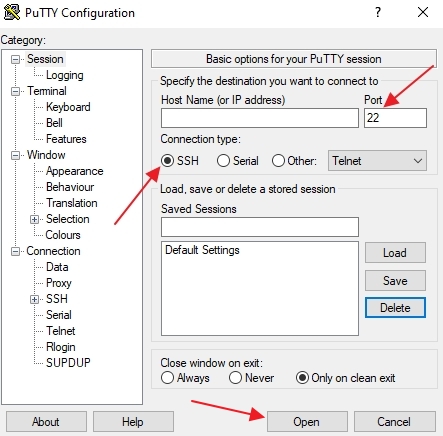 PuTTY Configuration
Category:
Session
Logging
Terminal
Keyboard
Bell
Features
Window
Appearance
Behaviour
Translation
Selection
Colours
Connection
Data
Proxy
SSH
Serial
Telnet
Rlogin
SUPDUP
Basic options for your PuTTY session
Specify the destination you want to connect to
Host Name (or IP address) Port
22
Connection type:
SSH Serial Other: Telnet
Load, save or delete a stored session
Saved Sessions
Default Settings
Load
Save
Delete
Close window on exit:
Always Never Only on clean exit
About Help Open Cancel